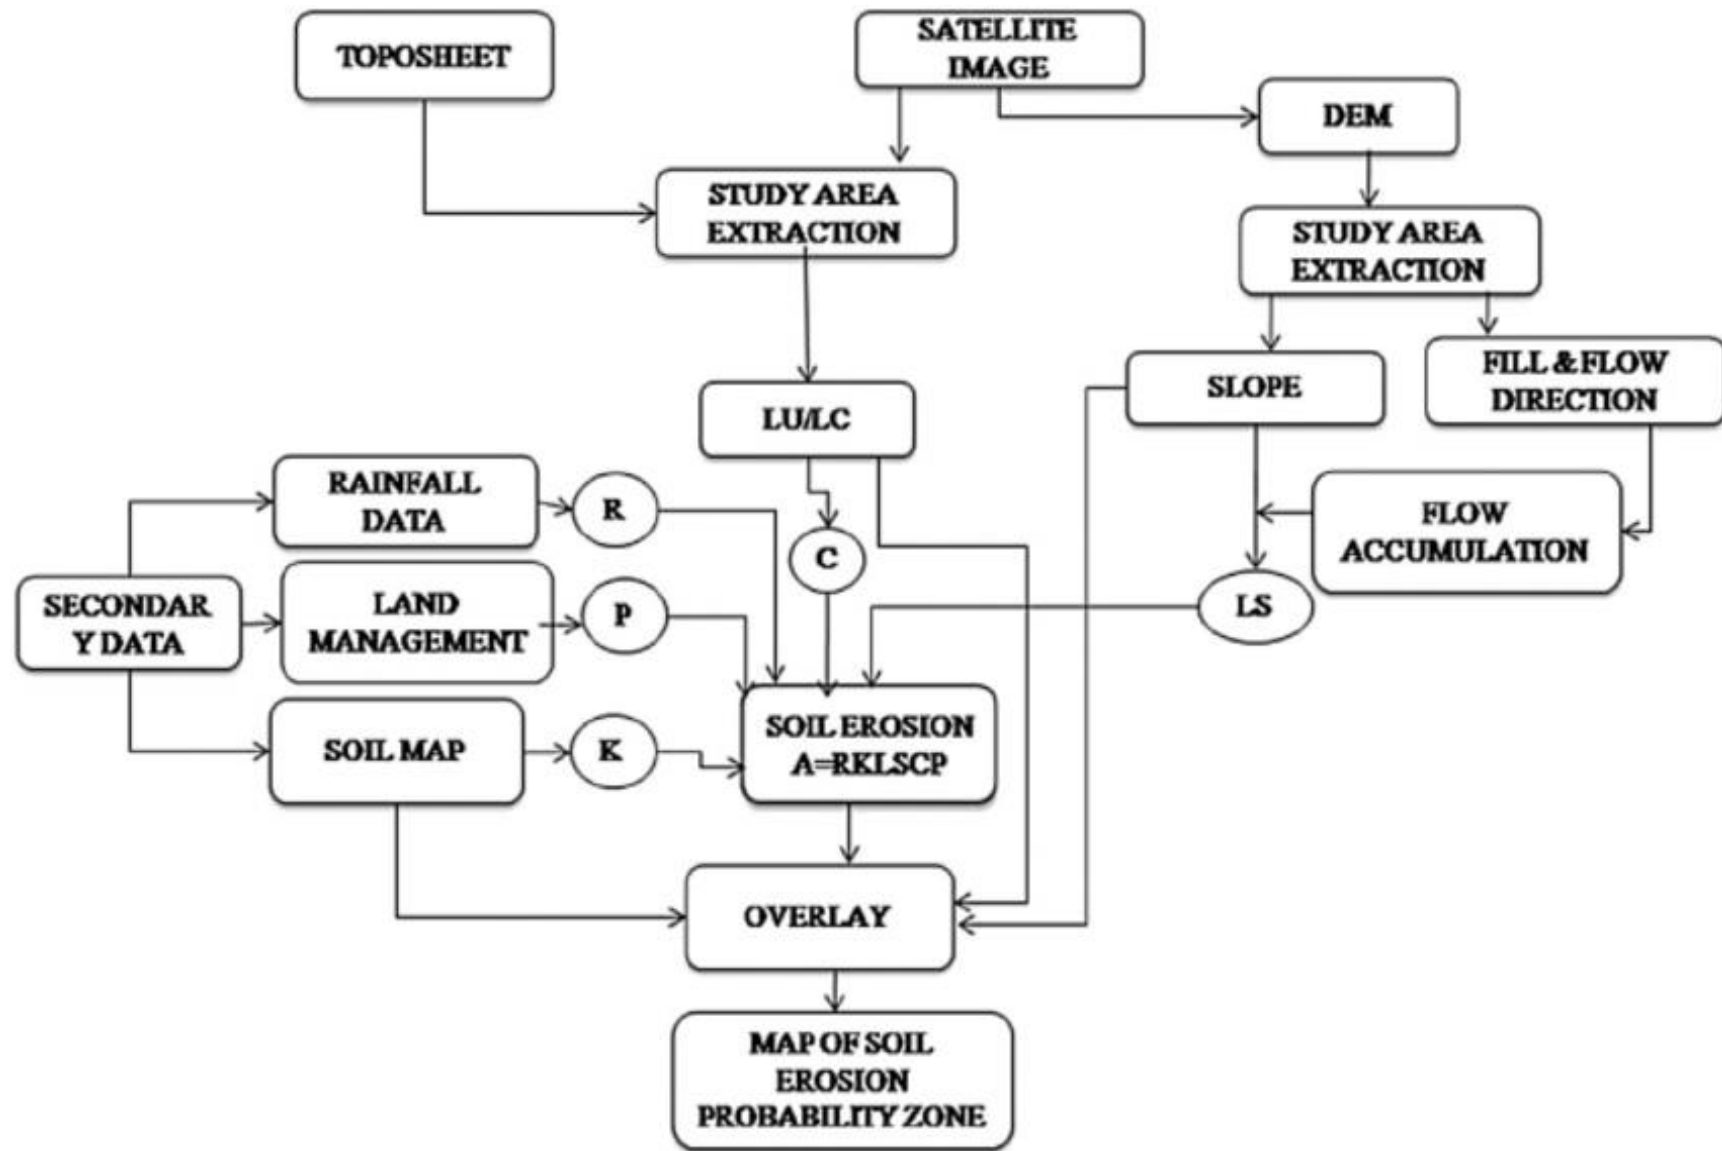 TOPOSHEET
SATELLITE
IMAGE
DEM
STUDY AREA
EXTRACTION
STUDY AREA
EXTRACTION
SLOPE
FILL & FLOW
DIRECTION
LU/LC
RAINFALL
DATA
R
FLOW
ACCUMULATION
C
SECONDAR
Y DATA
LAND
MANAGEMENT
P
LS
SOIL MAP
K
SOIL EROSION
A=RKLSCP
OVERLAY
MAP OF SOIL
EROSION
PROBABILITY ZONE